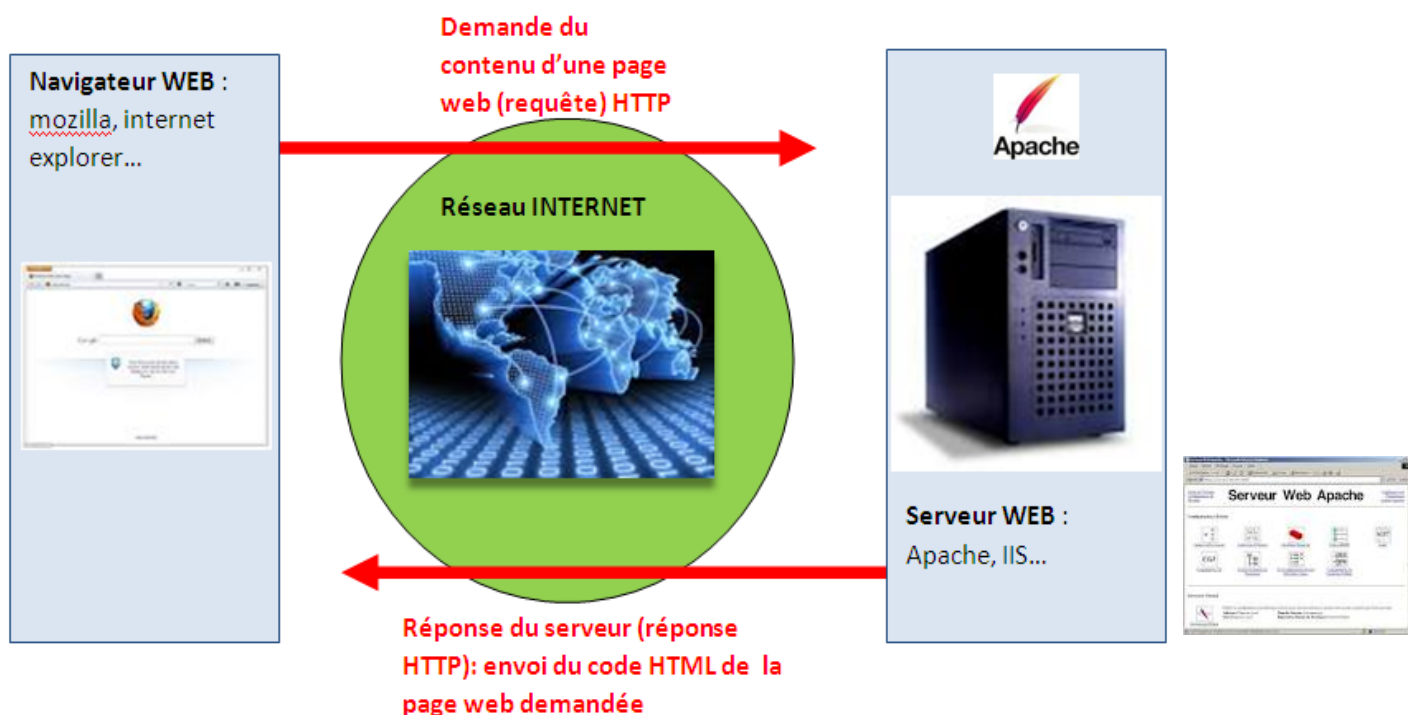 Demande du
contenu d’une page
web (requête) HTTP
Navigateur WEB :
mozilla, internet
explorer…
Apache
Réseau INTERNET
Serveur WEB :
Apache, IIS…
Serveur Web Apache
Réponse du serveur (réponse
HTTP): envoi du code HTML de la
page web demandée